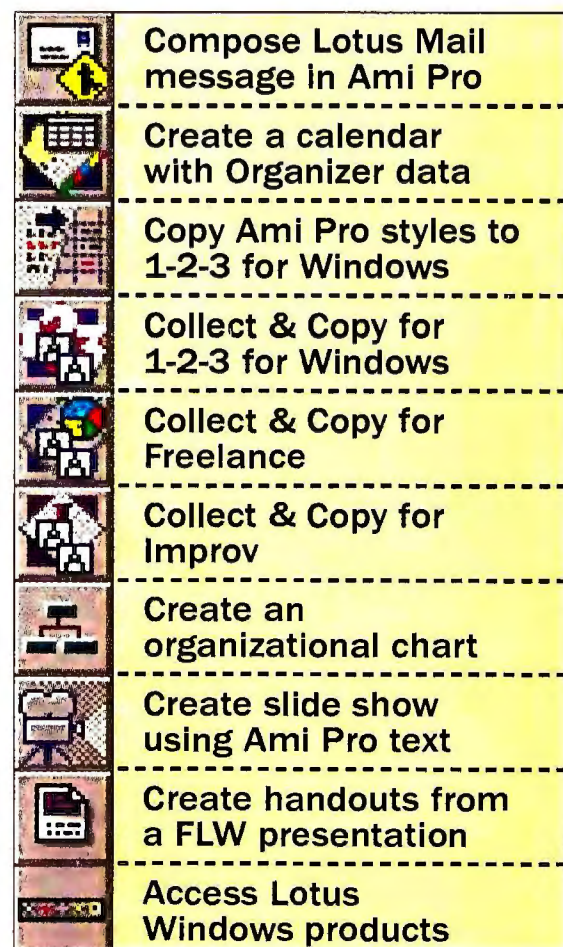 Compose Lotus Mail
message in Ami Pro
Create a calendar
with Organizer data
Copy Ami Pro styles to
1-2-3 for Windows
Collect & Copy for
1-2-3 for Windows
Collect & Copy for
Freelance
Collect & Copy for
Improv
Create an
organizational chart
Create slide show
using Ami Pro text
Create handouts from
a FLW presentation
Access Lotus
Windows products